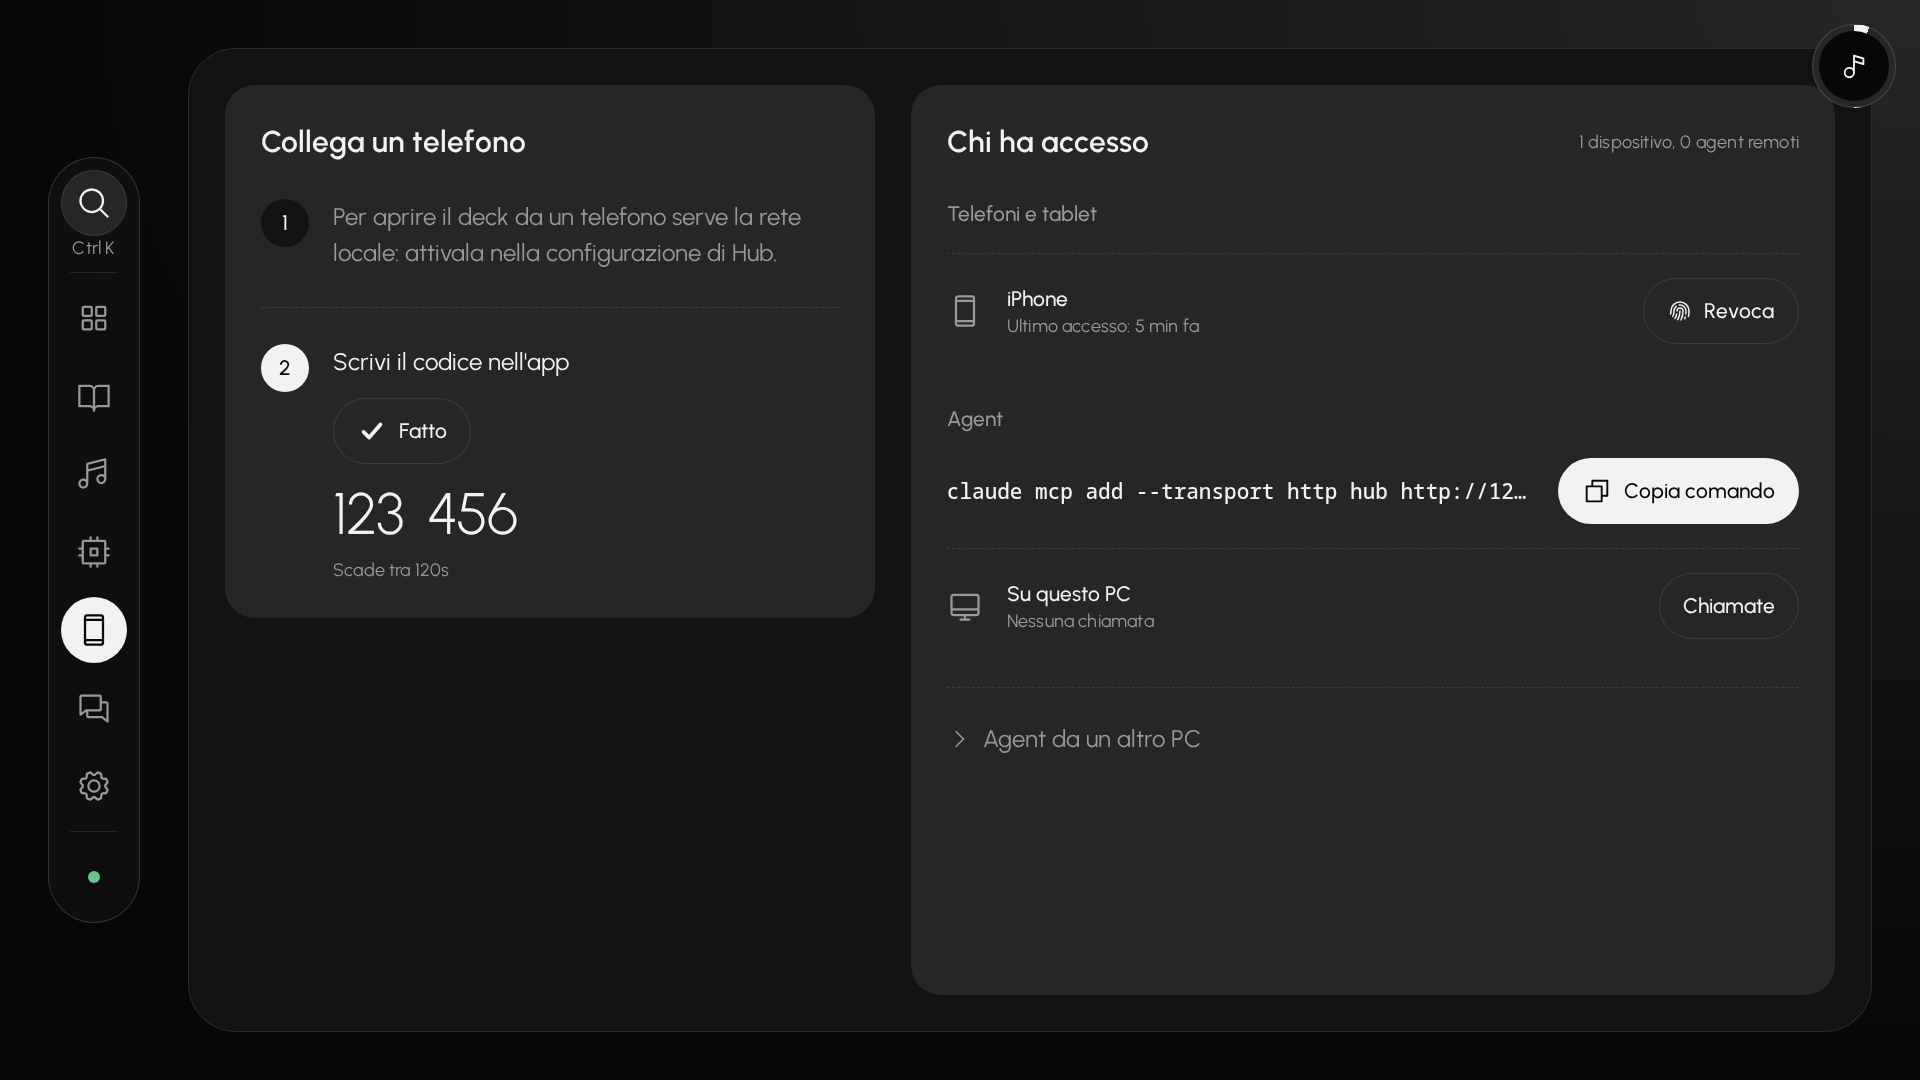 Ctrl K
Collega un telefono
1
Per aprire il deck da un telefono serve la rete
locale: attivala nella configurazione di Hub.
2
Scrivi il codice nell'app
Fatto
123 456
Scade tra 120s
Chi ha accesso
1 dispositivo, 0 agent remoti
Telefoni e tablet
iPhone
Ultimo accesso: 5 min fa
Revoca
Agent
claude mcp add --transport http hub http://12…
Copia comando
Su questo PC
Nessuna chiamata
Chiamate
Agent da un altro PC